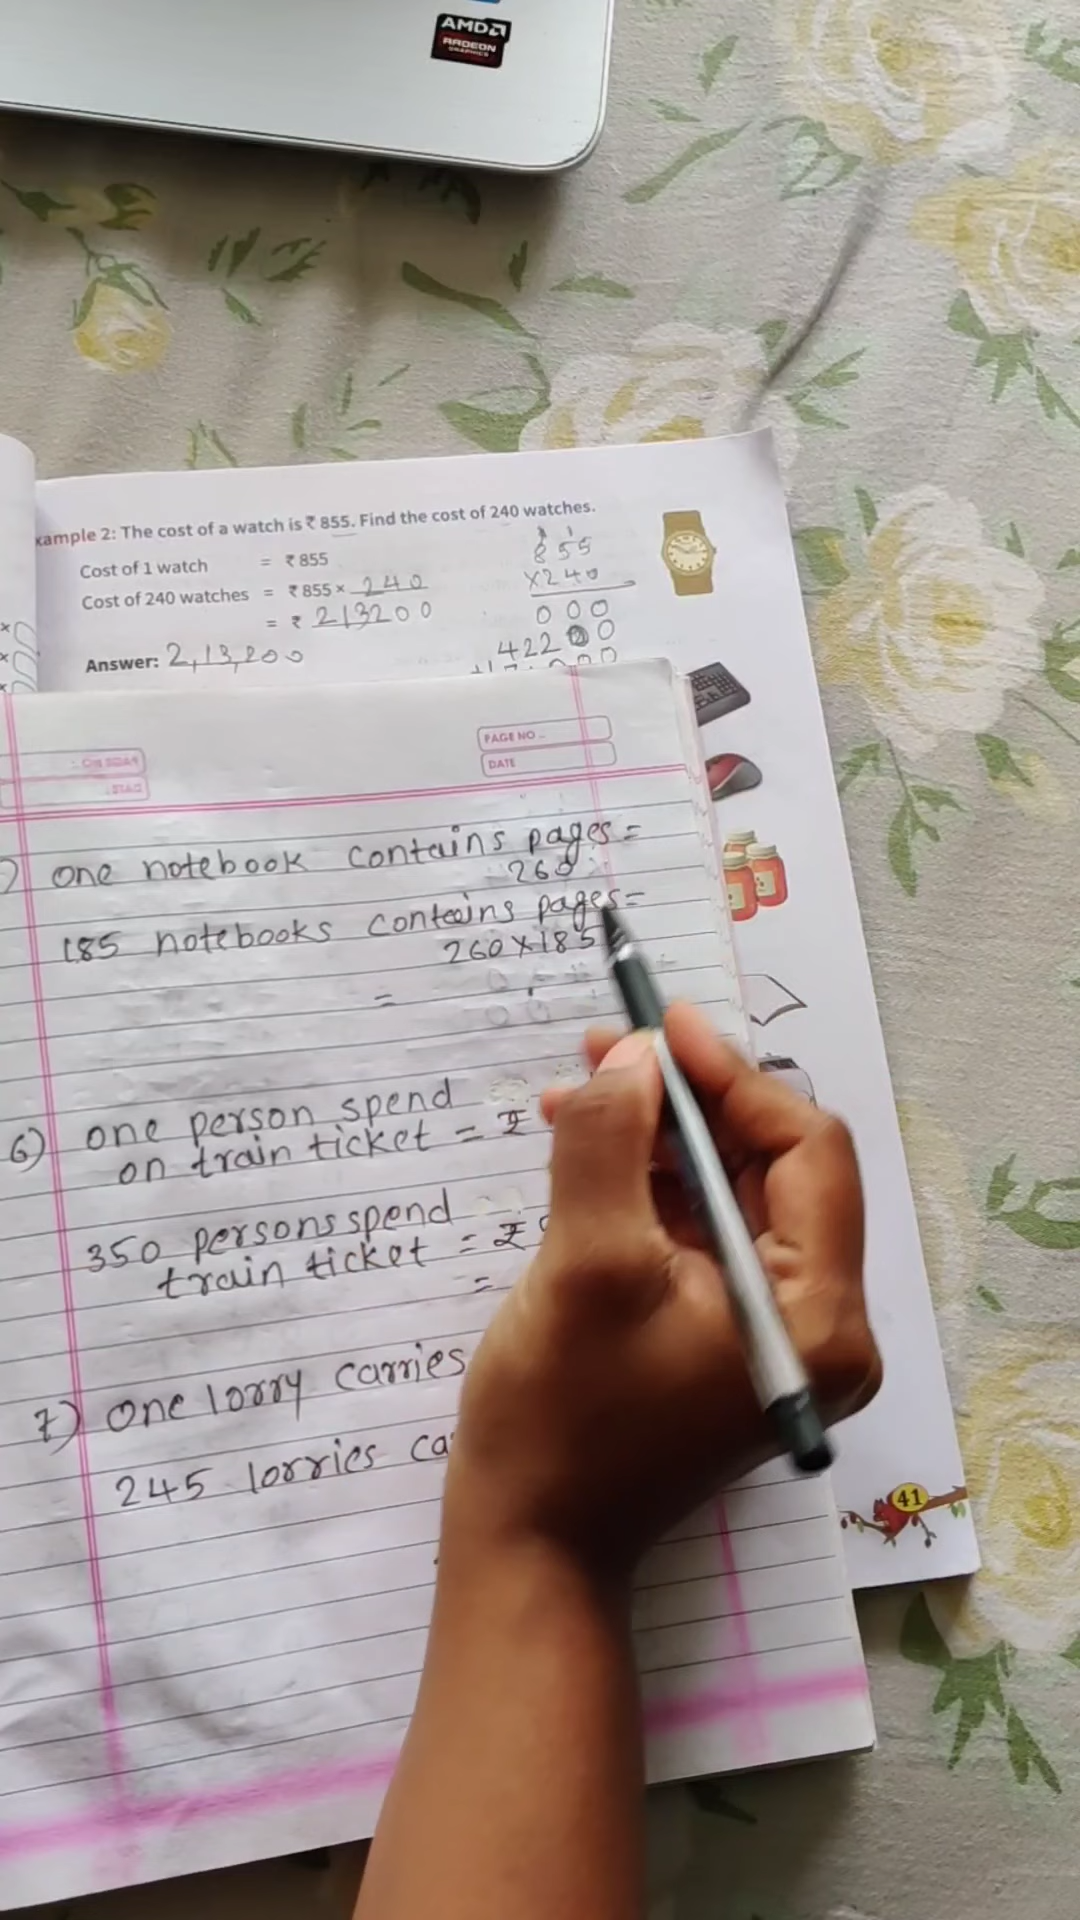 AMD
RADEON
GRAPHICS
xample 2: The cost of a watch is ₹ 855. Find the cost of 240 watches.
Cost of 1 watch = ₹ 855
Cost of 240 watches = ₹ 855 × 240
= ₹ 213200
Answer: 2,13,200
855
×240
000
PAGE NO.
DATE
) one notebook contains pages =
260
185 notebooks contains pages=
260×185
=
6) one person spend
on train ticket = ₹
350 persons spend
train ticket = ₹
=
7) One lorry carries
245 lorries ca
41